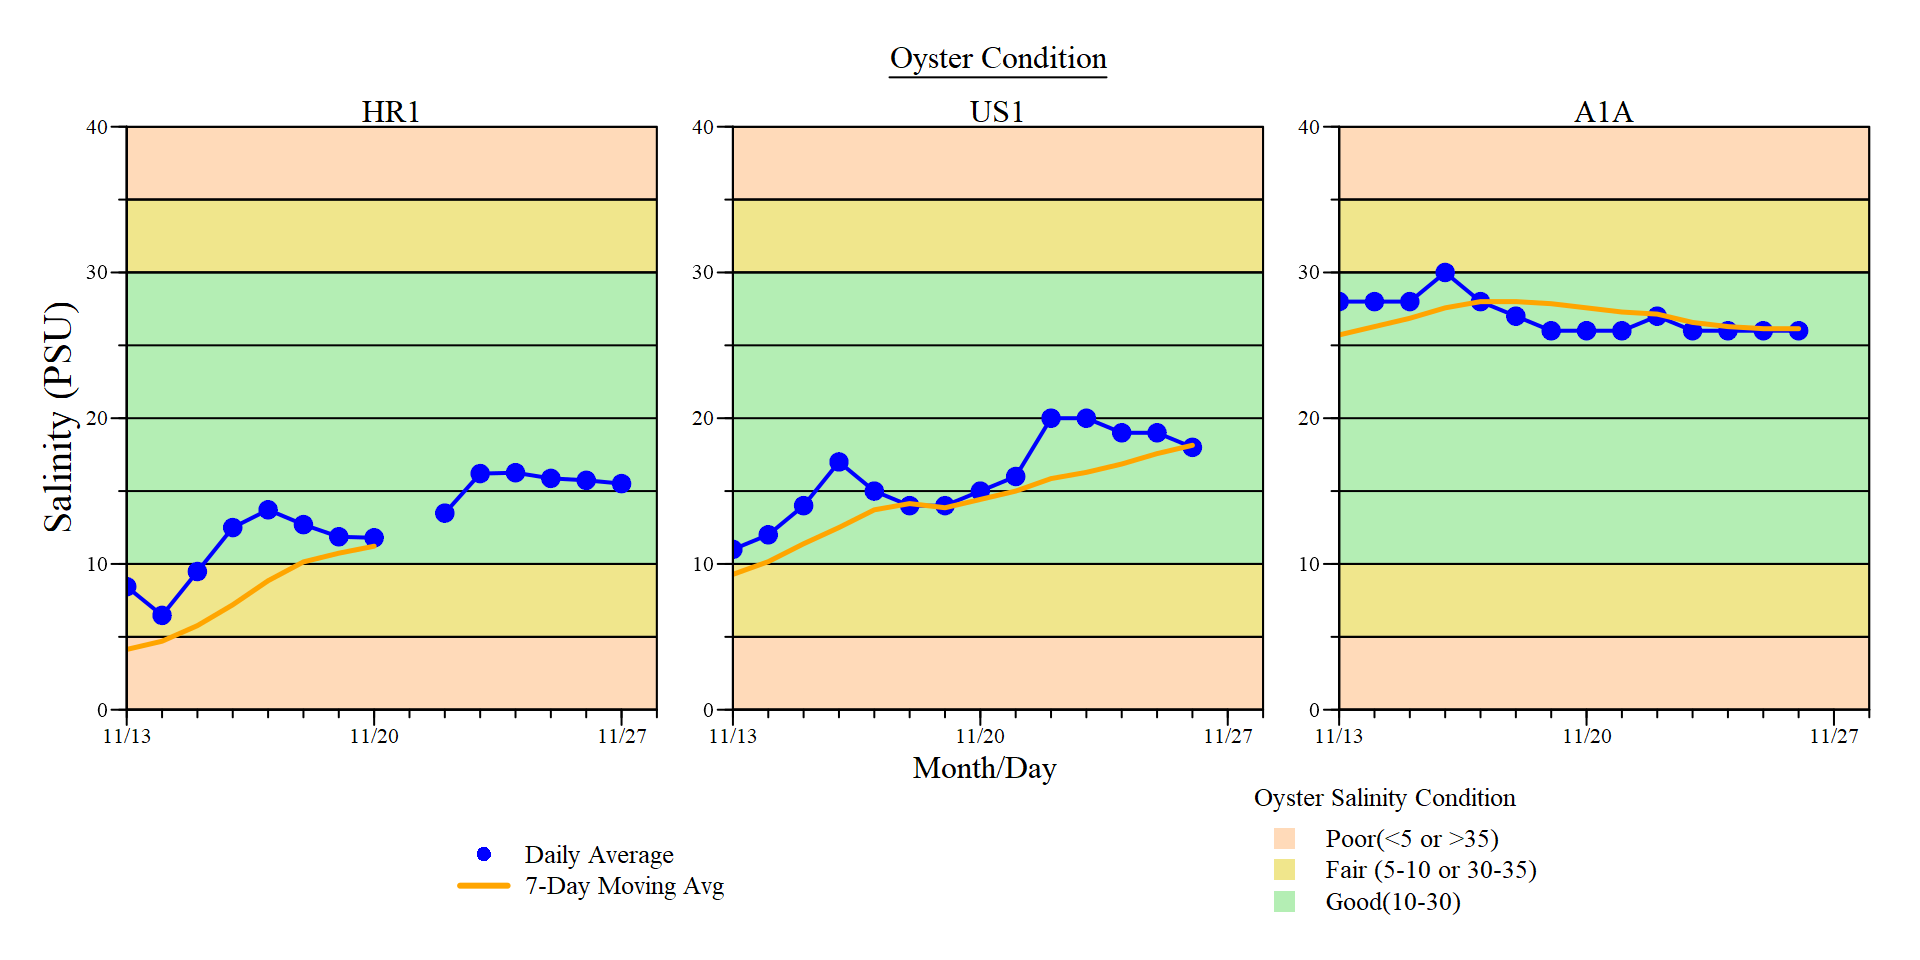 Oyster Condition
HR1
US1
A1A
Salinity (PSU)
40
30
20
10
0
11/13
11/20
11/27
40
30
20
10
0
11/13
11/20
11/27
40
30
20
10
0
11/13
11/20
11/27
Month/Day
Daily Average
7-Day Moving Avg
Oyster Salinity Condition
Poor(<5 or >35)
Fair (5-10 or 30-35)
Good(10-30)